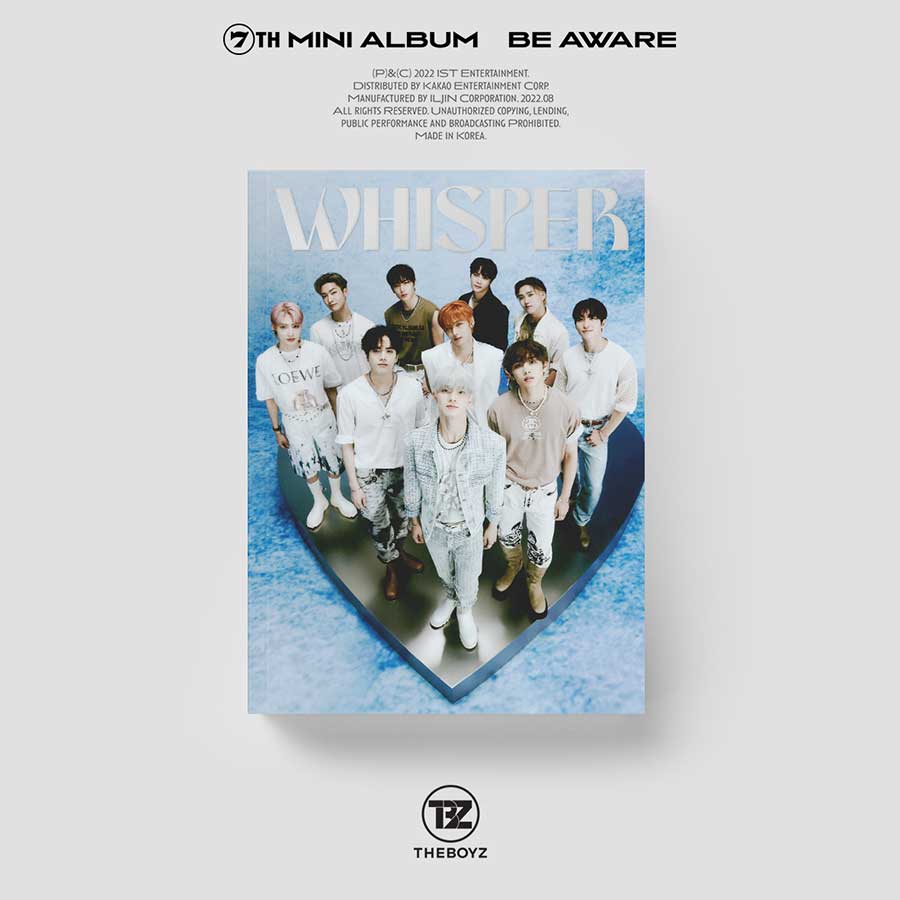 7TH MINI ALBUM BE AWARE
(P)&(C) 2022 IST ENTERTAINMENT.
DISTRIBUTED BY KAKAO ENTERTAINMENT CORP.
MANUFACTURED BY ILJIN CORPORATION. 2022.08
ALL RIGHTS RESERVED. UNAUTHORIZED COPYING, LENDING,
PUBLIC PERFORMANCE AND BROADCASTING PROHIBITED.
MADE IN KOREA.
WHISPER
LOEWE
TBZ
THEBOYZ